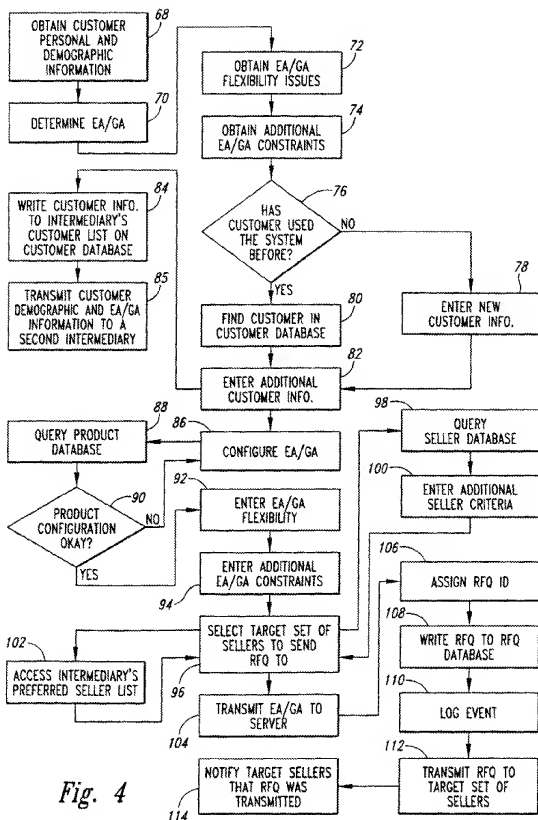 OBTAIN CUSTOMER
PERSONAL AND
DEMOGRAPHIC
INFORMATION
68
DETERMINE EA/GA
70
OBTAIN EA/GA
FLEXIBILITY ISSUES
72
OBTAIN ADDITIONAL
EA/GA CONSTRAINTS
74
HAS
CUSTOMER USED
THE SYSTEM
BEFORE?
76
NO
YES
ENTER NEW
CUSTOMER INFO.
78
FIND CUSTOMER IN
CUSTOMER DATABASE
80
ENTER ADDITIONAL
CUSTOMER INFO.
82
WRITE CUSTOMER INFO.
TO INTERMEDIARY'S
CUSTOMER LIST ON
CUSTOMER DATABASE
84
TRANSMIT CUSTOMER
DEMOGRAPHIC AND EA/GA
INFORMATION TO A
SECOND INTERMEDIARY
85
CONFIGURE EA/GA
86
QUERY PRODUCT
DATABASE
88
PRODUCT
CONFIGURATION
OKAY?
90
NO
YES
ENTER EA/GA
FLEXIBILITY
92
ENTER ADDITIONAL
EA/GA CONSTRAINTS
94
SELECT TARGET SET OF
SELLERS TO SEND
RFQ TO
96
QUERY
SELLER DATABASE
98
ENTER ADDITIONAL
SELLER CRITERIA
100
ACCESS INTERMEDIARY'S
PREFERRED SELLER LIST
102
TRANSMIT EA/GA TO
SERVER
104
ASSIGN RFQ ID
106
WRITE RFQ TO RFQ
DATABASE
108
LOG EVENT
110
TRANSMIT RFQ TO
TARGET SET OF
SELLERS
112
NOTIFY TARGET SELLERS
THAT RFQ WAS
TRANSMITTED
114
Fig. 4